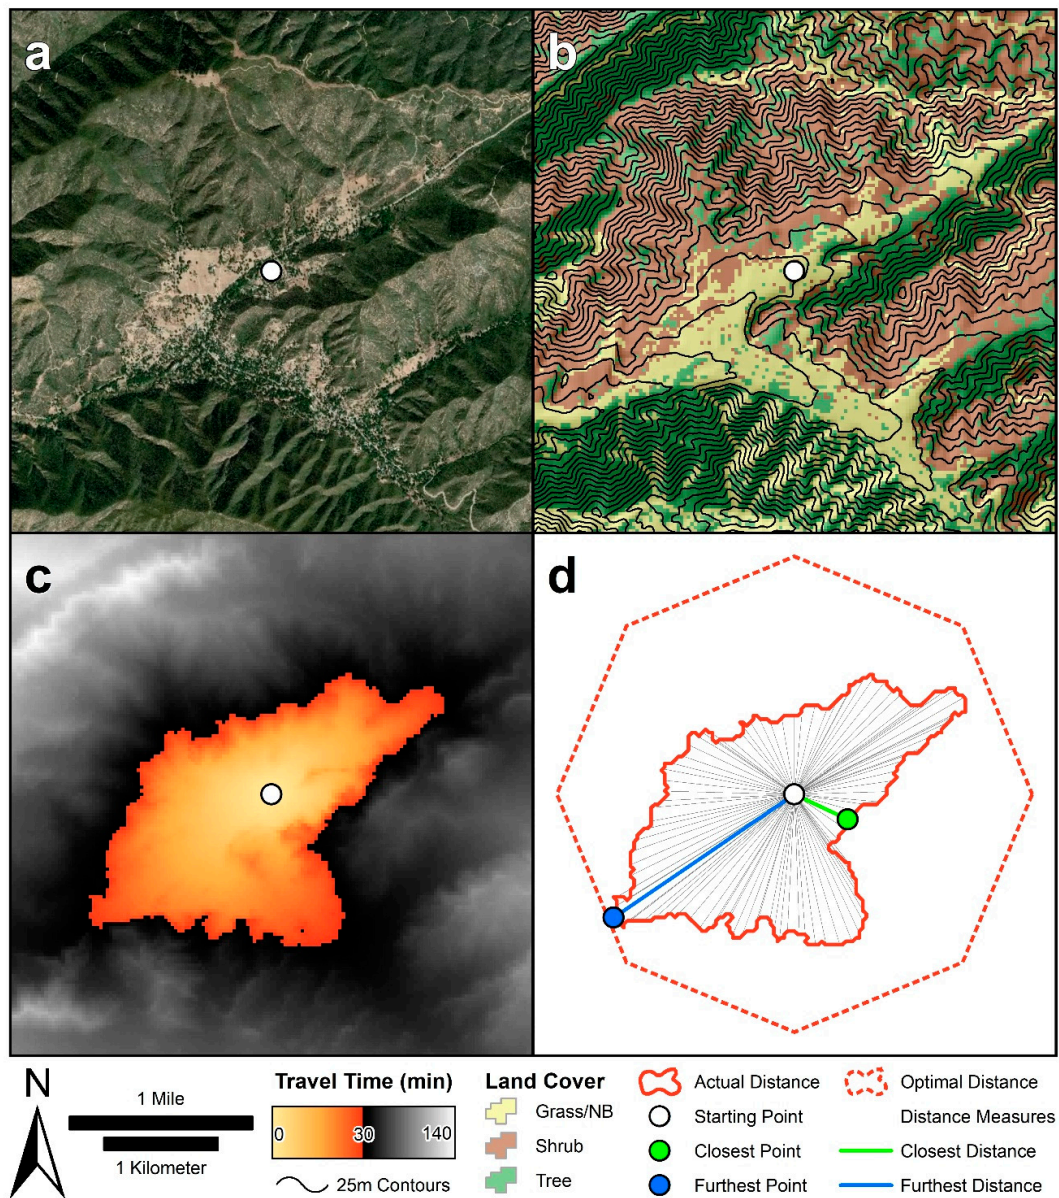 a
b
c
d
N
1 Mile
1 Kilometer
Travel Time (min)
0
30
140
25m Contours
Land Cover
Grass/NB
Shrub
Tree
Actual Distance
Starting Point
Closest Point
Furthest Point
Optimal Distance
Distance Measures
Closest Distance
Furthest Distance